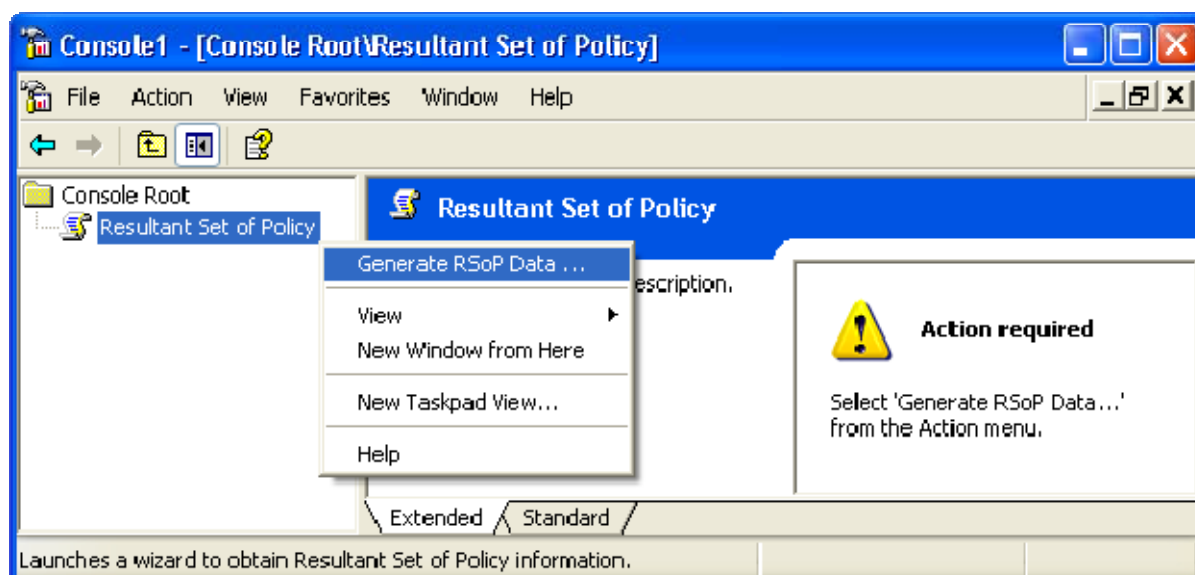 Console1 - [Console Root\Resultant Set of Policy]
File Action View Favorites Window Help
Console Root
Resultant Set of Policy
Resultant Set of Policy
Generate RSoP Data ...
View
New Window from Here
New Taskpad View...
Help
escription.
Action required
Select 'Generate RSoP Data...'
from the Action menu.
Extended Standard
Launches a wizard to obtain Resultant Set of Policy information.